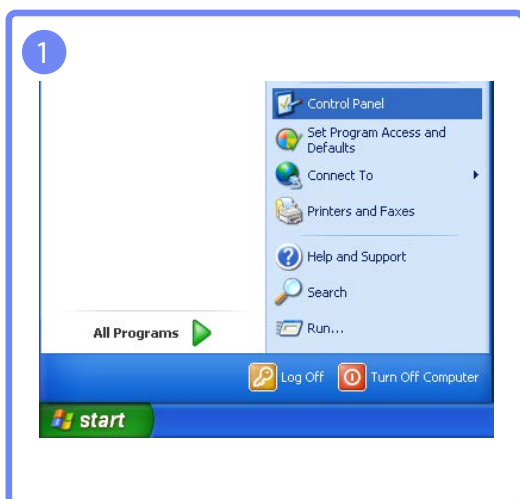 1
Control Panel
Set Program Access and
Defaults
Connect To
Printers and Faxes
Help and Support
Search
All Programs
Run...
Log Off
Turn Off Computer
start